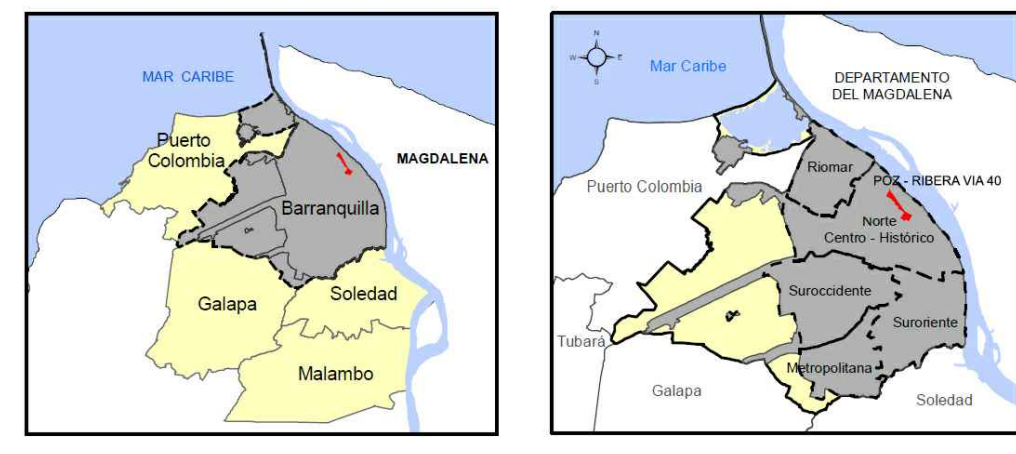 MAR CARIBE
Puerto
Colombia
MAGDALENA
Barranquilla
Galapa
Soledad
Malambo
N
W
E
S
Mar Caribe
DEPARTAMENTO
DEL MAGDALENA
Riomar
Puerto Colombia
POZ - RIBERA VIA 40
Norte
Centro - Histórico
Suroccidente
Suroriente
Tubará
Metropolitana
Galapa
Soledad